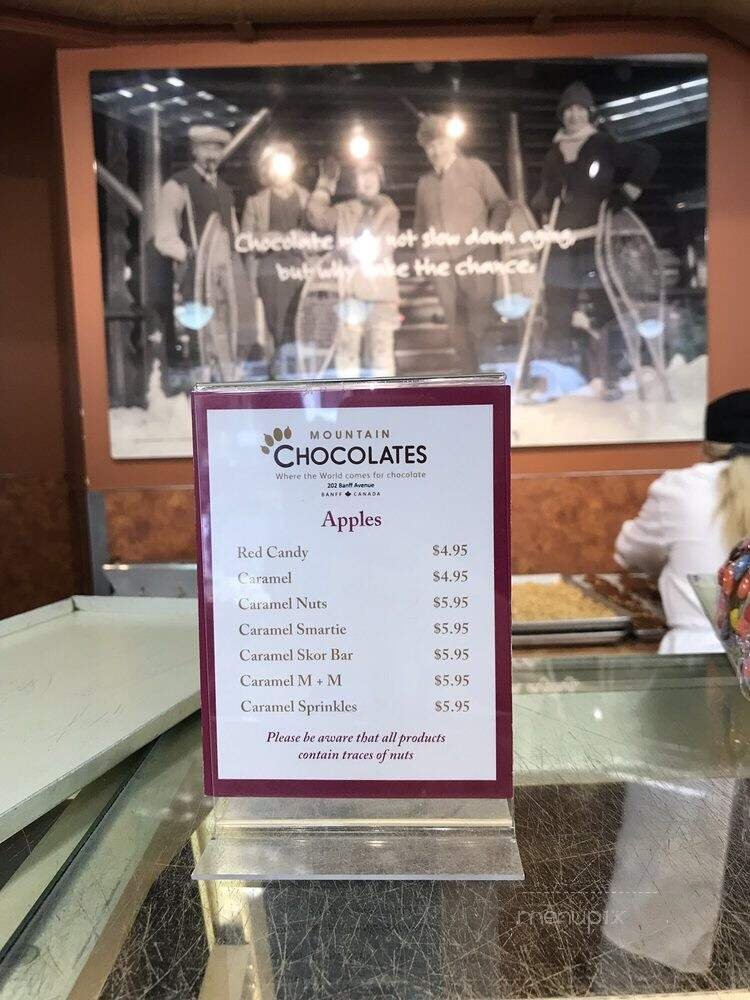 Chocolate may not slow down aging,
but why take the chance.
MOUNTAIN
CHOCOLATES
Where the World comes for chocolate
202 Banff Avenue
BANFF CANADA
Apples
Red Candy $4.95
Caramel $4.95
Caramel Nuts $5.95
Caramel Smartie $5.95
Caramel Skor Bar $5.95
Caramel M + M $5.95
Caramel Sprinkles $5.95
Please be aware that all products
contain traces of nuts
menupix